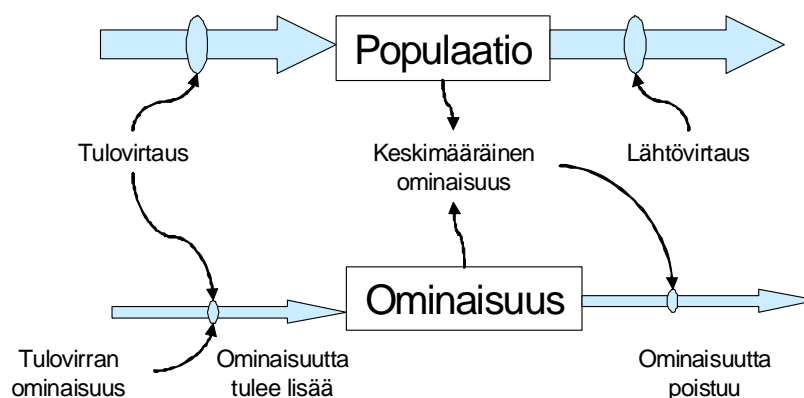 Populaatio
Tulovirtaus
Keskimääräinen
ominaisuus
Lähtövirtaus
Ominaisuus
Tulovirran
ominaisuus
Ominaisuutta
tulee lisää
Ominaisuutta
poistuu